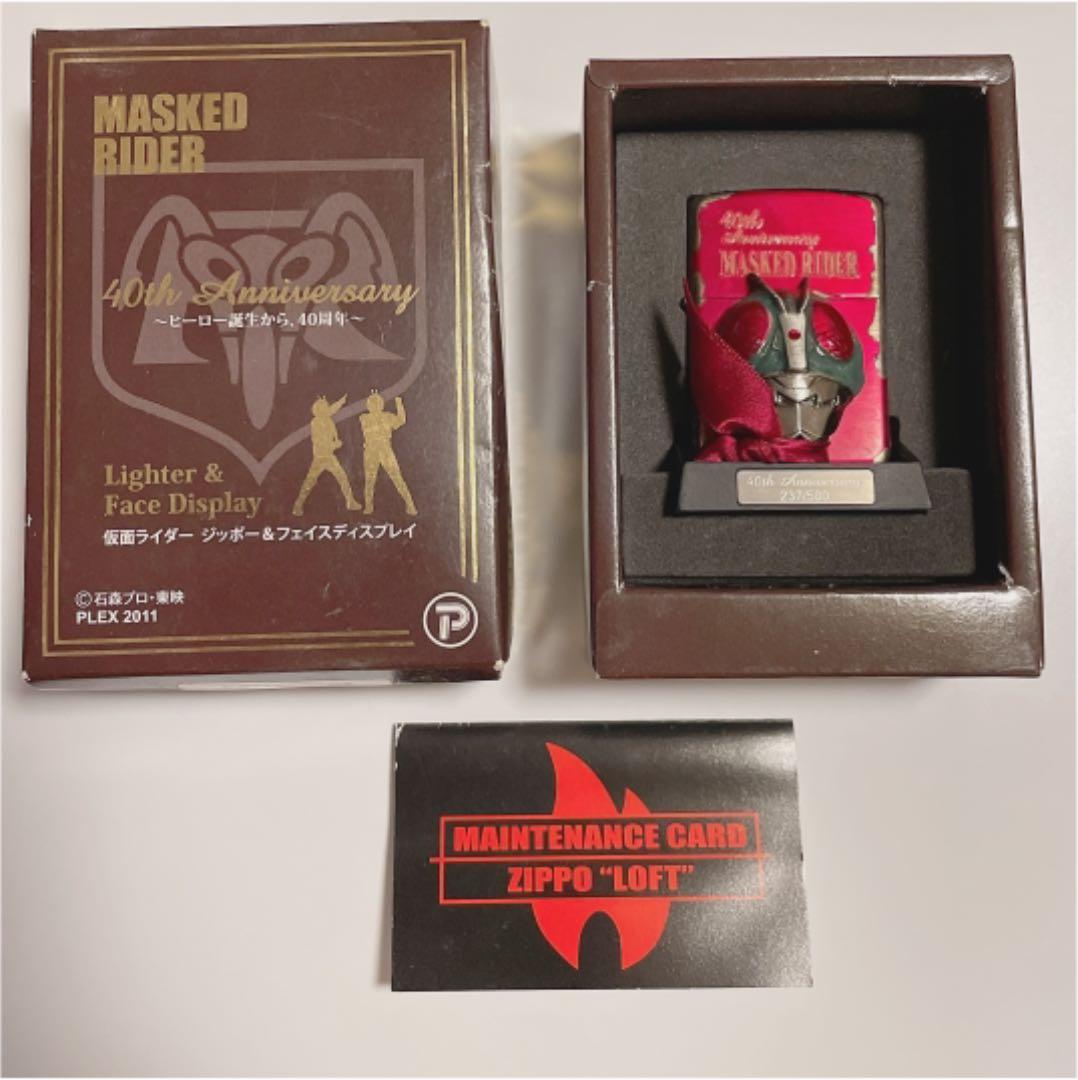 MASKED
RIDER
40th Anniversary
～ヒーロー誕生から、40周年～
Lighter &
Face Display
仮面ライダー ジッポー＆フェイスディスプレイ
©石森プロ・東映
PLEX 2011
P
40ths
Anniversary
MASKED RIDER
40th Anniversary
237/500
MAINTENANCE CARD
ZIPPO “LOFT”